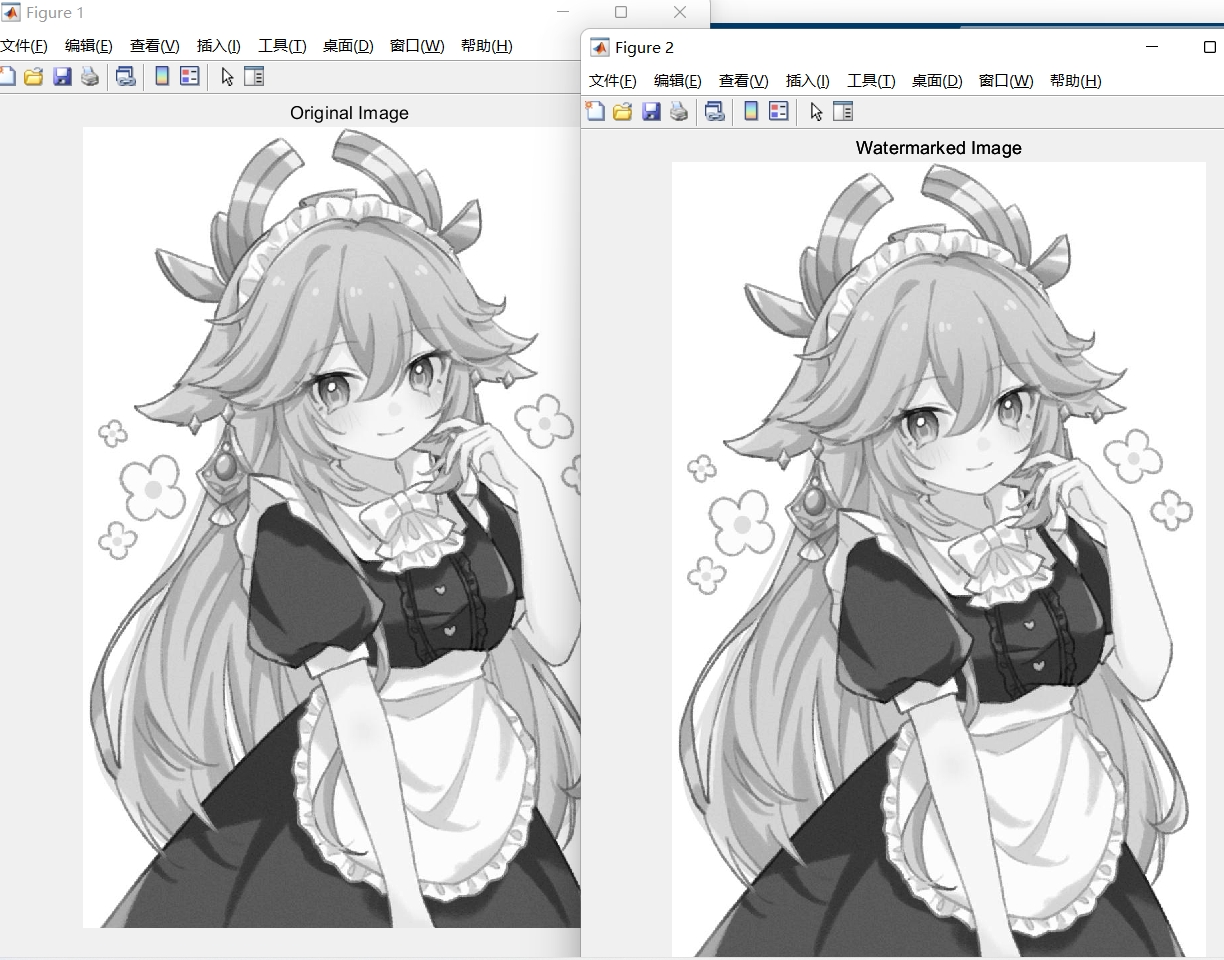 Figure 1
文件(F) 编辑(E) 查看(V) 插入(I) 工具(T) 桌面(D) 窗口(W) 帮助(H)
Original Image
Figure 2
文件(F) 编辑(E) 查看(V) 插入(I) 工具(T) 桌面(D) 窗口(W) 帮助(H)
Watermarked Image